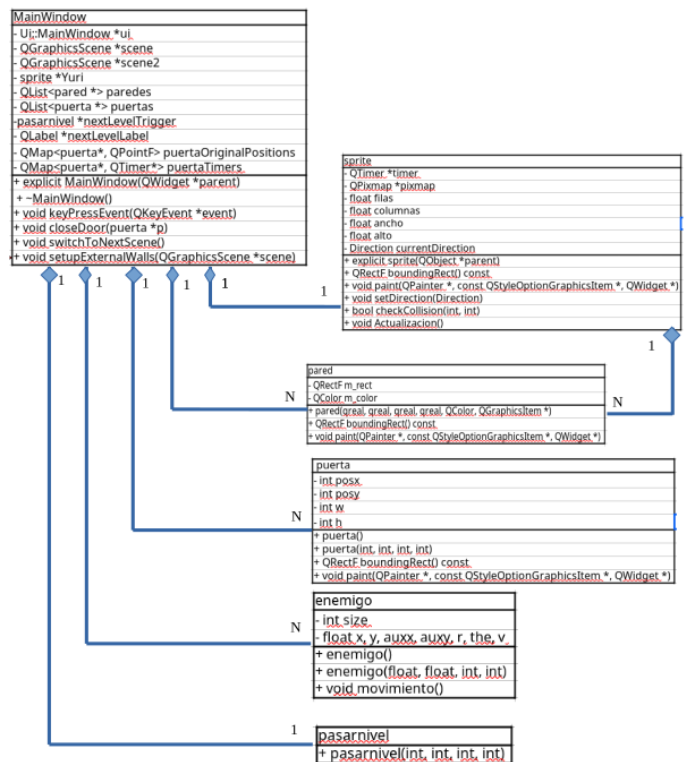 MainWindow
- Ui::MainWindow *ui
- QGraphicsScene *scene
- QGraphicsScene *scene2
- sprite *Yuri
- QList<pared *> paredes
- QList<puerta *> puertas
-pasarnivel *nextLevelTrigger
- QLabel *nextLevelLabel
- QMap<puerta*, QPointF> puertaOriginalPositions
- QMap<puerta*, QTimer*> puertaTimers
+ explicit MainWindow(QWidget *parent)
+ ~MainWindow()
+ void keyPressEvent(QKeyEvent *event)
+ void closeDoor(puerta *p)
+ void switchToNextScene()
+ void setupExternalWalls(QGraphicsScene *scene)
1
1
1
1
1
1
sprite
- QTimer *timer
- QPixmap *pixmap
- float filas
- float columnas
- float ancho
- float alto
- Direction currentDirection
+ explicit sprite(QObject *parent)
+ QRectF boundingRect() const
+ void paint(QPainter *, const QStyleOptionGraphicsItem *, QWidget *)
+ void setDirection(Direction)
+ bool checkCollision(int, int)
+ void Actualizacion()
1
N
N
pared
- QRectF m_rect
- QColor m_color
+ pared(qreal, qreal, qreal, qreal, QColor, QGraphicsItem *)
+ QRectF boundingRect() const
+ void paint(QPainter *, const QStyleOptionGraphicsItem *, QWidget *)
N
puerta
- int posx
- int posy
- int w
- int h
+ puerta()
+ puerta(int, int, int, int)
+ QRectF boundingRect() const
+ void paint(QPainter *, const QStyleOptionGraphicsItem *, QWidget *)
N
enemigo
- int size
- float x, y, auxx, auxy, r, the, v
+ enemigo()
+ enemigo(float, float, int, int)
+ void movimiento()
1
pasarnivel
+ pasarnivel(int, int, int, int)